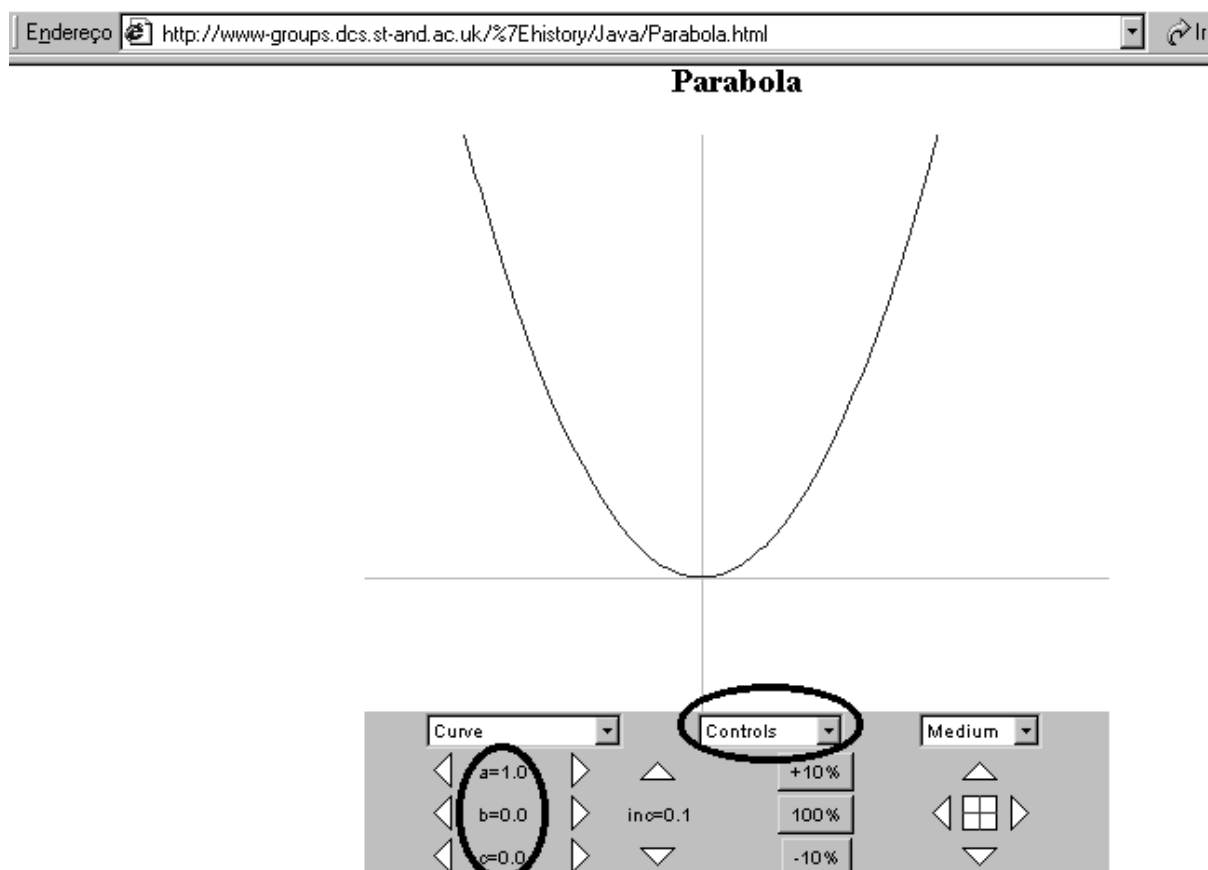 Endereço http://www-groups.dcs.st-and.ac.uk/%7Ehistory/Java/Parabola.html Ir
Parabola
Curve Controls Medium
a=1.0 +10%
b=0.0 inc=0.1 100%
c=0.0 -10%